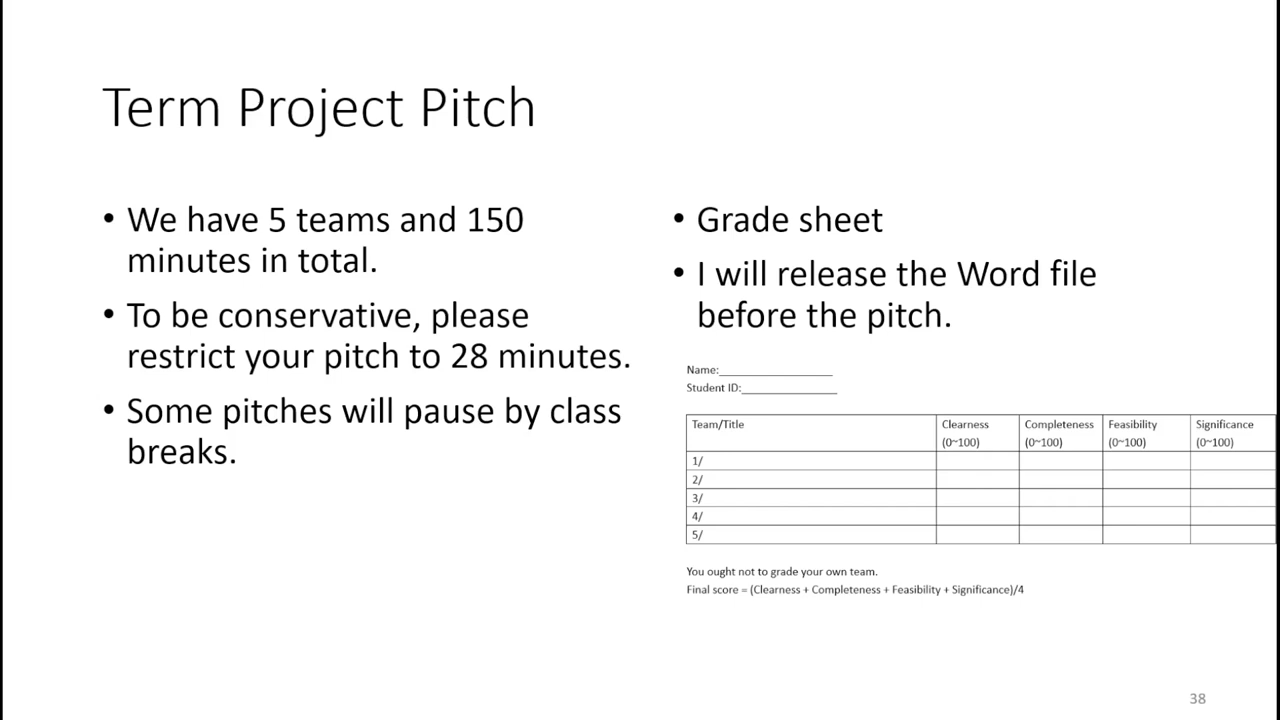 Term Project Pitch
• We have 5 teams and 150
minutes in total.
• To be conservative, please
restrict your pitch to 28 minutes.
• Some pitches will pause by class
breaks.
• Grade sheet
• I will release the Word file
before the pitch.
Name:___________________
Student ID:________________
Team/Title Clearness Completeness Feasibility Significance
(0~100) (0~100) (0~100) (0~100)
1/
2/
3/
4/
5/
You ought not to grade your own team.
Final score = (Clearness + Completeness + Feasibility + Significance)/4
38